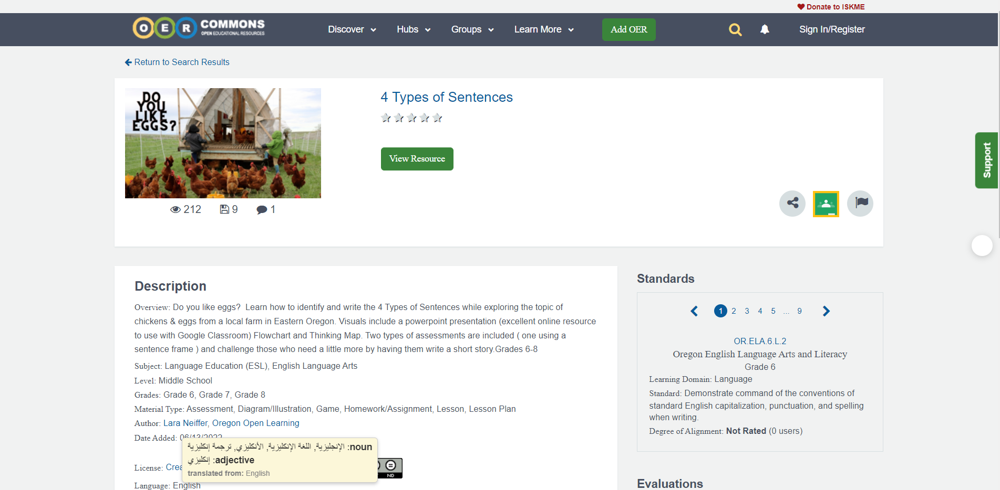 Donate to ISKME
OER COMMONS
OPEN EDUCATIONAL RESOURCES
Discover Hubs Groups Learn More Add OER Sign In/Register
Return to Search Results
DO YOU LIKE EGGS?
4 Types of Sentences
View Resource
212 9 1
Support
Description
Overview: Do you like eggs?  Learn how to identify and write the 4 Types of Sentences while exploring the topic of
chickens & eggs from a local farm in Eastern Oregon. Visuals include a powerpoint presentation (excellent online resource
to use with Google Classroom) Flowchart and Thinking Map. Two types of assessments are included ( one using a
sentence frame ) and challenge those who need a little more by having them write a short story.Grades 6-8
Subject: Language Education (ESL), English Language Arts
Level: Middle School
Grades: Grade 6, Grade 7, Grade 8
Material Type: Assessment, Diagram/Illustration, Game, Homework/Assignment, Lesson, Lesson Plan
Author: Lara Neiffer, Oregon Open Learning
Date Added: 06/13/2022
noun: الإنجليزية, اللغة الإنكليزية, الأنكليزي, ترجمة إنكليزية
adjective: إنكليزي
translated from: English
License:
ND
Language: English
Standards
1 2 3 4 5 ... 9
OR.ELA.6.L.2
Oregon English Language Arts and Literacy
Grade 6
Learning Domain: Language
Standard: Demonstrate command of the conventions of
standard English capitalization, punctuation, and spelling
when writing.
Degree of Alignment: Not Rated (0 users)
Evaluations